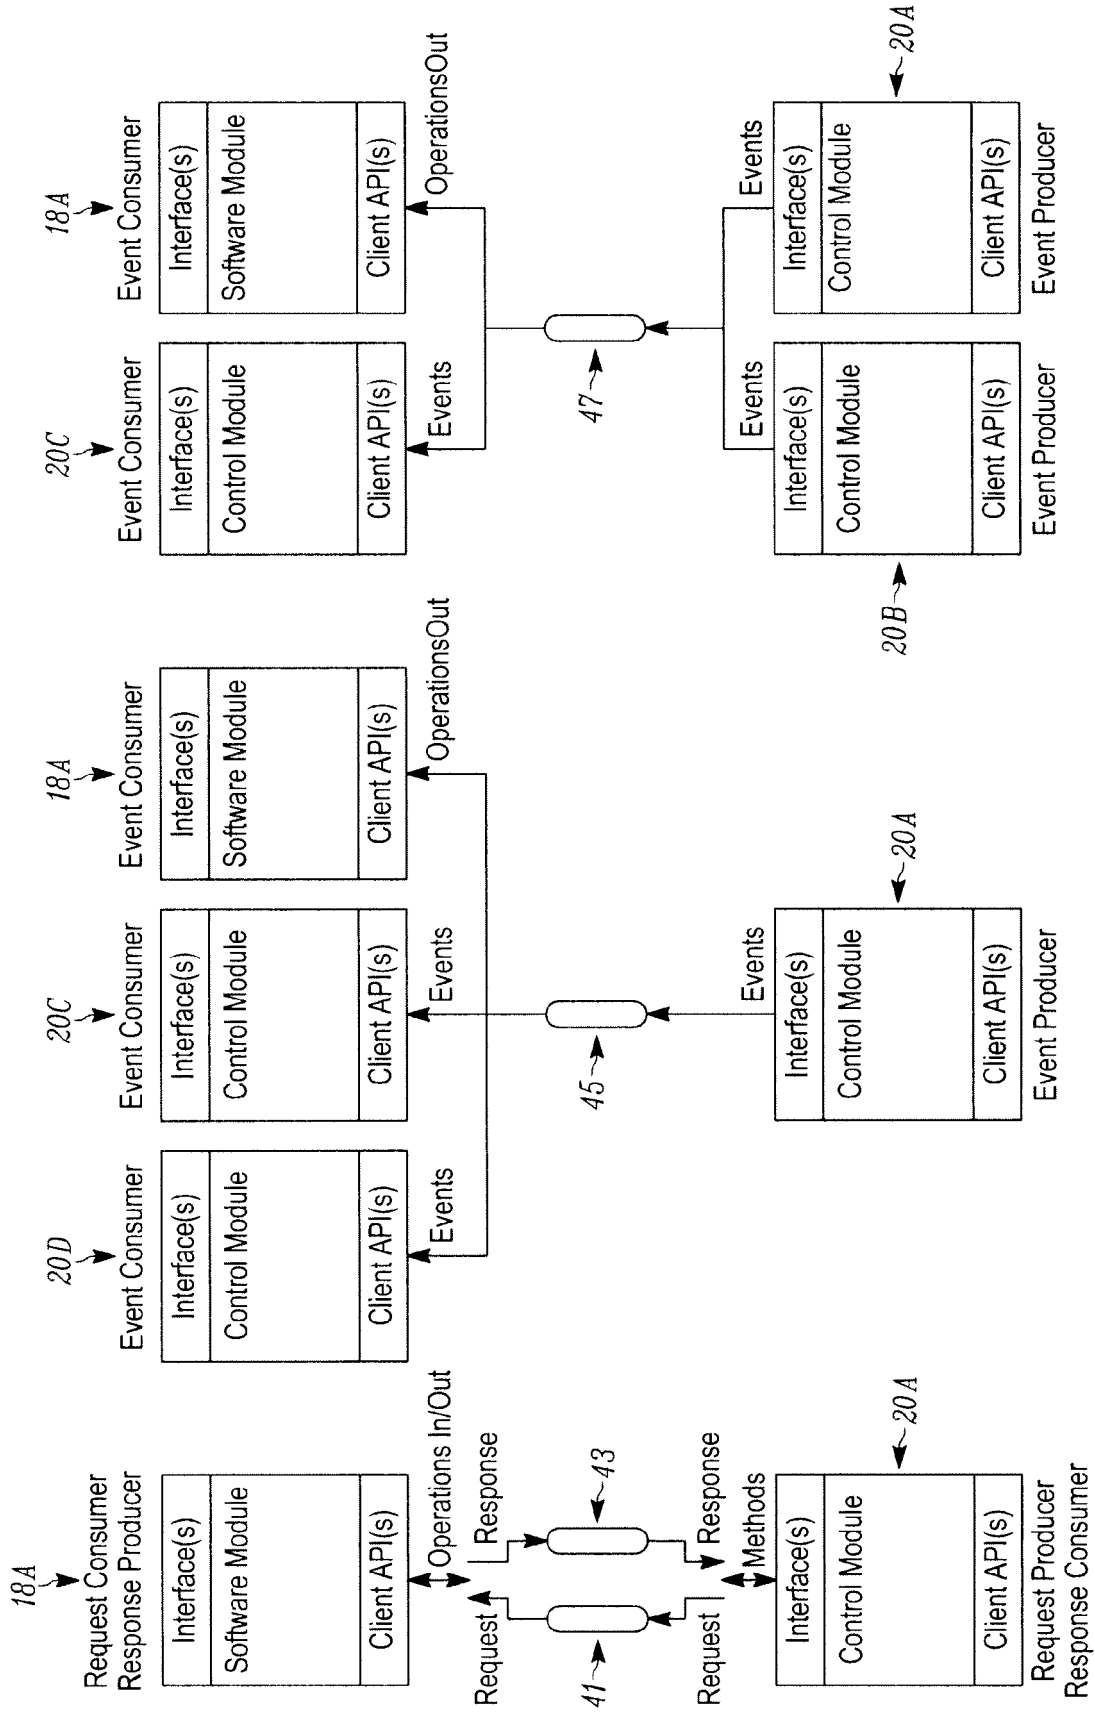 18A
Request Consumer
Response Producer
Interface(s)
Software Module
Client API(s)
Operations In/Out
Request
Response
41
43
Request
Response
Methods
Interface(s)
Control Module
Client API(s)
20A
Request Producer
Response Consumer
20D
Event Consumer
Interface(s)
Control Module
Client API(s)
Events
20C
Event Consumer
Interface(s)
Control Module
Client API(s)
Events
18A
Event Consumer
Interface(s)
Software Module
Client API(s)
OperationsOut
45
Events
Interface(s)
Control Module
Client API(s)
20A
Event Producer
20C
Event Consumer
Interface(s)
Control Module
Client API(s)
Events
18A
Event Consumer
Interface(s)
Software Module
Client API(s)
OperationsOut
47
Events
Interface(s)
Control Module
Client API(s)
20B
Event Producer
Events
Interface(s)
Control Module
Client API(s)
20A
Event Producer